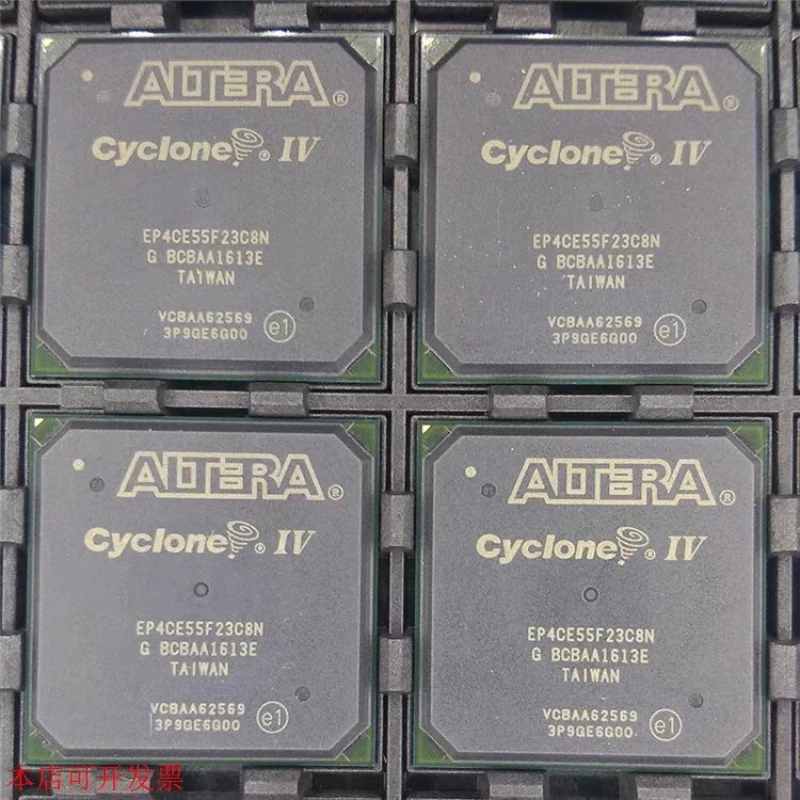 ALTERA®
Cyclone® IV
EP4CE55F23C8N
G BCBAA1613E
TAIWAN
VCBAA62569
3P9GE6G00
e1
ALTERA®
Cyclone® IV
EP4CE55F23C8N
G BCBAA1613E
TAIWAN
VCBAA62569
3P9GE6G00
e1
ALTERA®
Cyclone® IV
EP4CE55F23C8N
G BCBAA1613E
TAIWAN
VCBAA62569
3P9GE6G00
e1
ALTERA®
Cyclone® IV
EP4CE55F23C8N
G BCBAA1613E
TAIWAN
VCBAA62569
3P9GE6G00
e1
本店可开发票